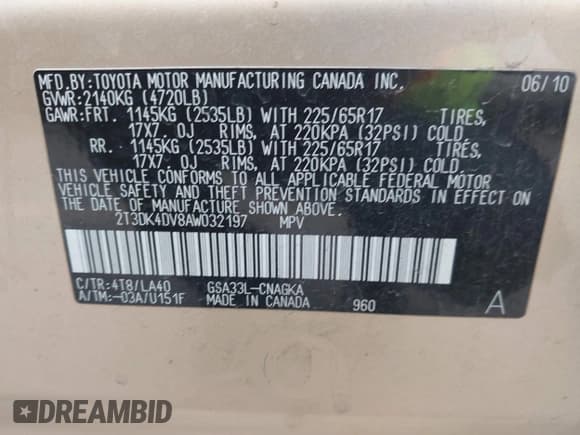 MFD.BY:TOYOTA MOTOR MANUFACTURING CANADA INC. 06/10
GVWR:2140KG (4720LB)
GAWR:FRT. 1145KG (2535LB) WITH 225/65R17 TIRES,
17X7.0J RIMS, AT 220KPA (32PSI) COLD.
RR. 1145KG (2535LB) WITH 225/65R17 TIRES,
17X7.0J RIMS, AT 220KPA (32PSI) COLD.
THIS VEHICLE CONFORMS TO ALL APPLICABLE FEDERAL MOTOR
VEHICLE SAFETY AND THEFT PREVENTION STANDARDS IN EFFECT ON
THE DATE OF MANUFACTURE SHOWN ABOVE.
2T3DK4DV8AW032197 MPV
C/TR:4T8/LA40 GSA33L-CNAGKA
A/TM:-03A/U151F MADE IN CANADA 960 A
DREAMBID